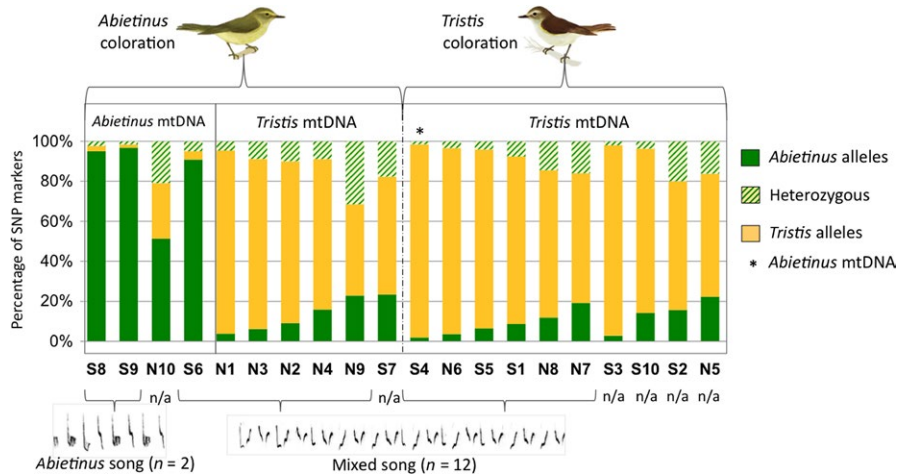 Abietinus
coloration
Tristis
coloration
Abietinus mtDNA
Tristis mtDNA
Tristis mtDNA
*
Percentage of SNP markers
100%
80%
60%
40%
20%
0%
Abietinus alleles
Heterozygous
Tristis alleles
* Abietinus mtDNA
S8 S9 N10 S6 N1 N3 N2 N4 N9 S7 S4 N6 S5 S1 N8 N7 S3 S10 S2 N5
n/a n/a n/a n/a n/a n/a
Abietinus song (n = 2)
Mixed song (n = 12)